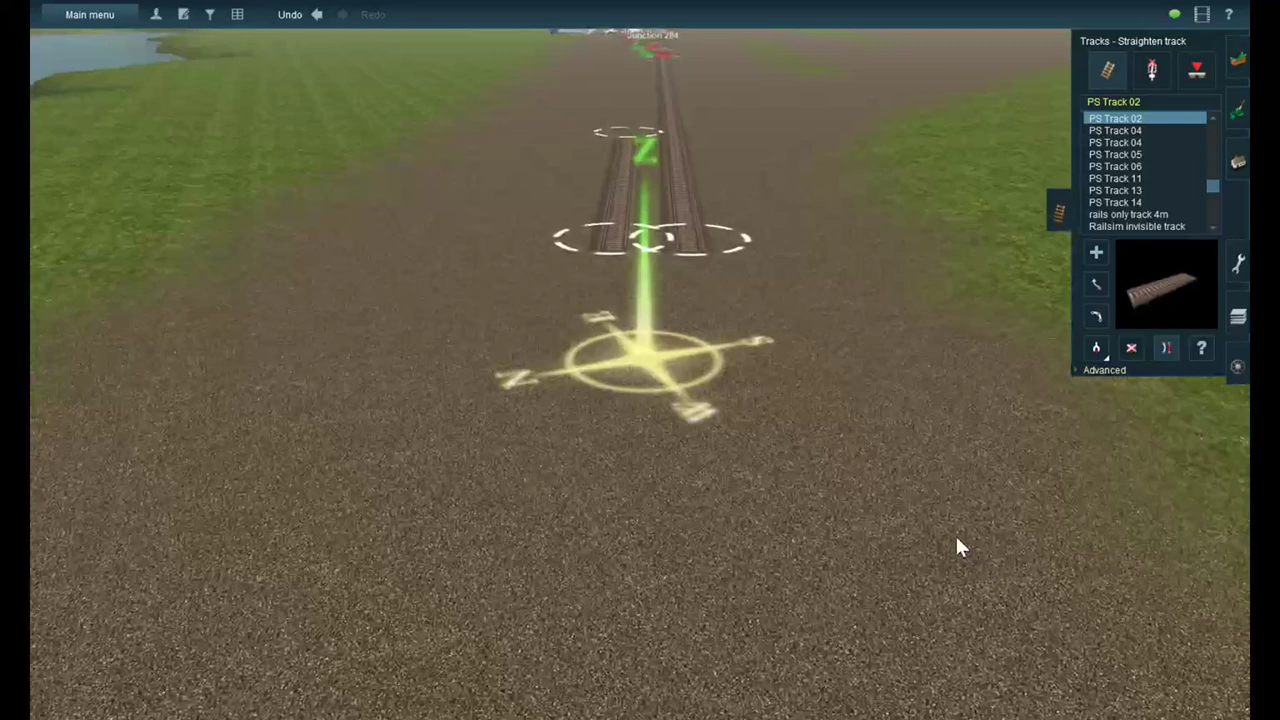 Main menu
Undo
Redo
?
Junction 284
Tracks - Straighten track
PS Track 02
PS Track 02
PS Track 04
PS Track 04
PS Track 05
PS Track 06
PS Track 11
PS Track 13
PS Track 14
rails only track 4m
Railsim invisible track
?
Advanced
Z
N